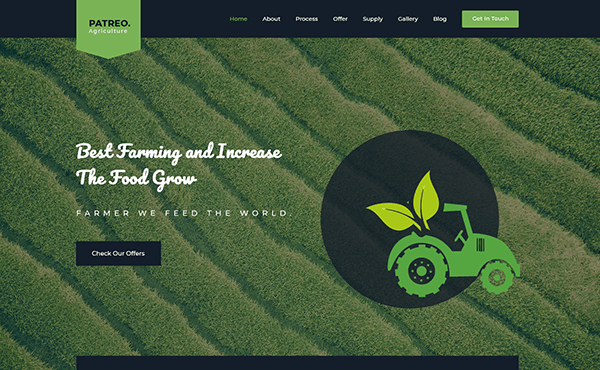 PATREO.
Agriculture
Home About Process Offer Supply Gallery Blog Get In Touch
Best Farming and Increase
The Food Grow
FARMER WE FEED THE WORLD.
Check Our Offers